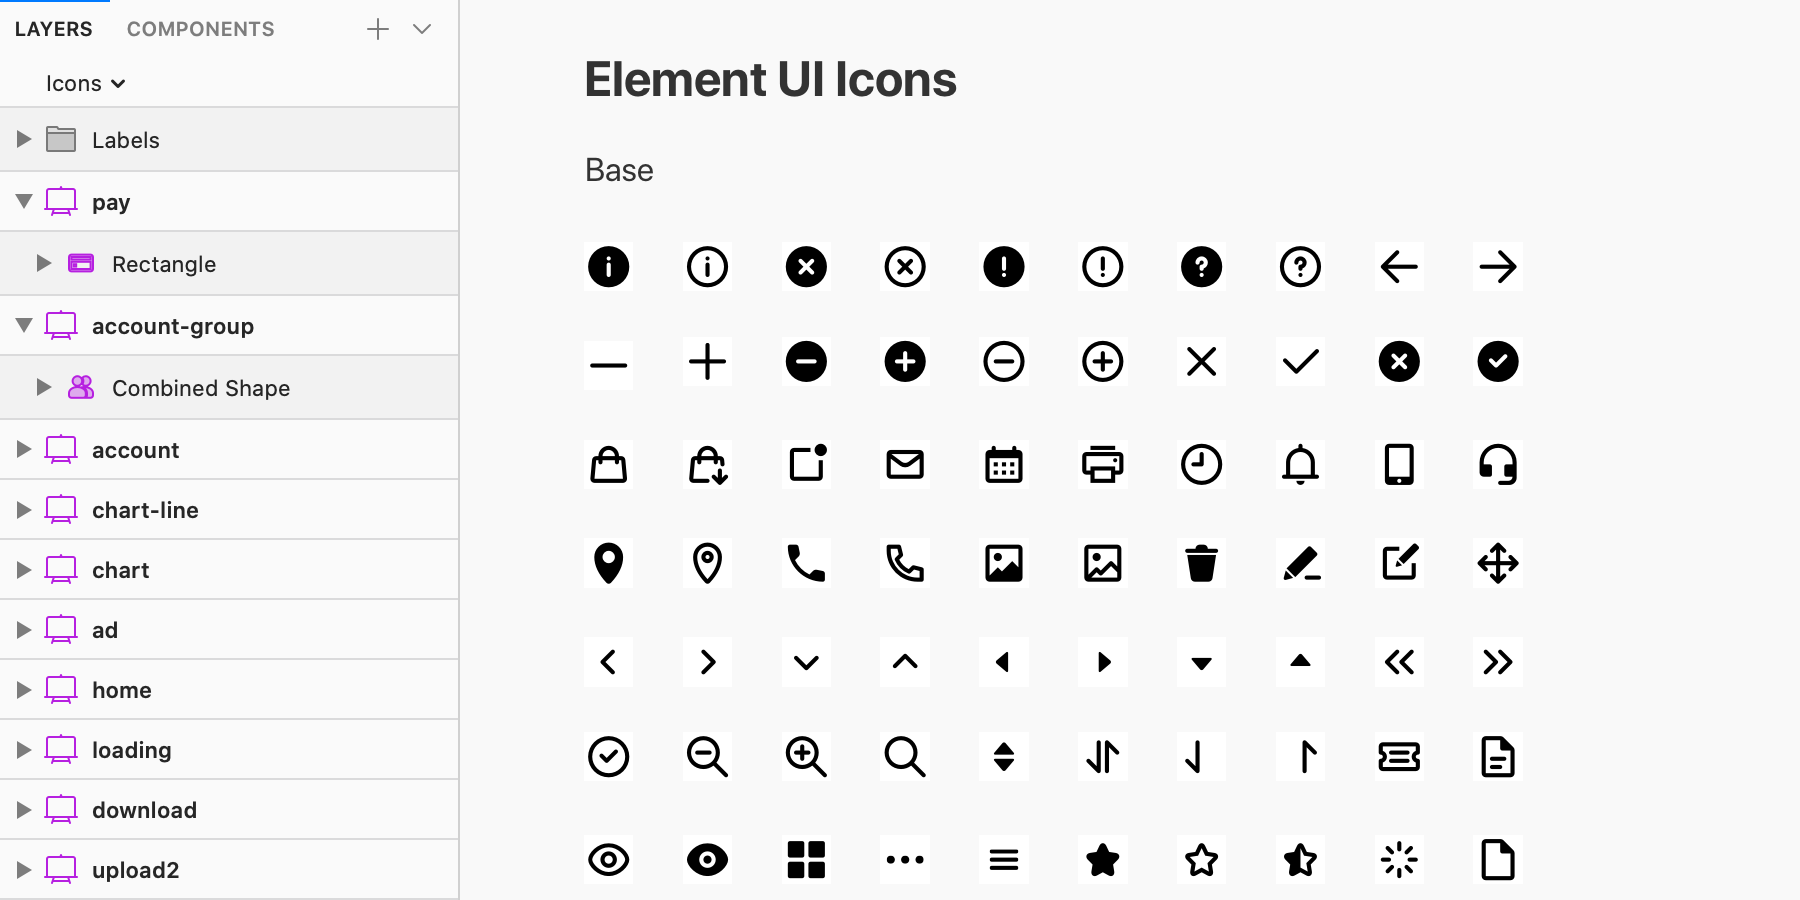 LAYERS COMPONENTS
Icons
Labels
pay
Rectangle
account-group
Combined Shape
account
chart-line
chart
ad
home
loading
download
upload2
Element UI Icons
Base